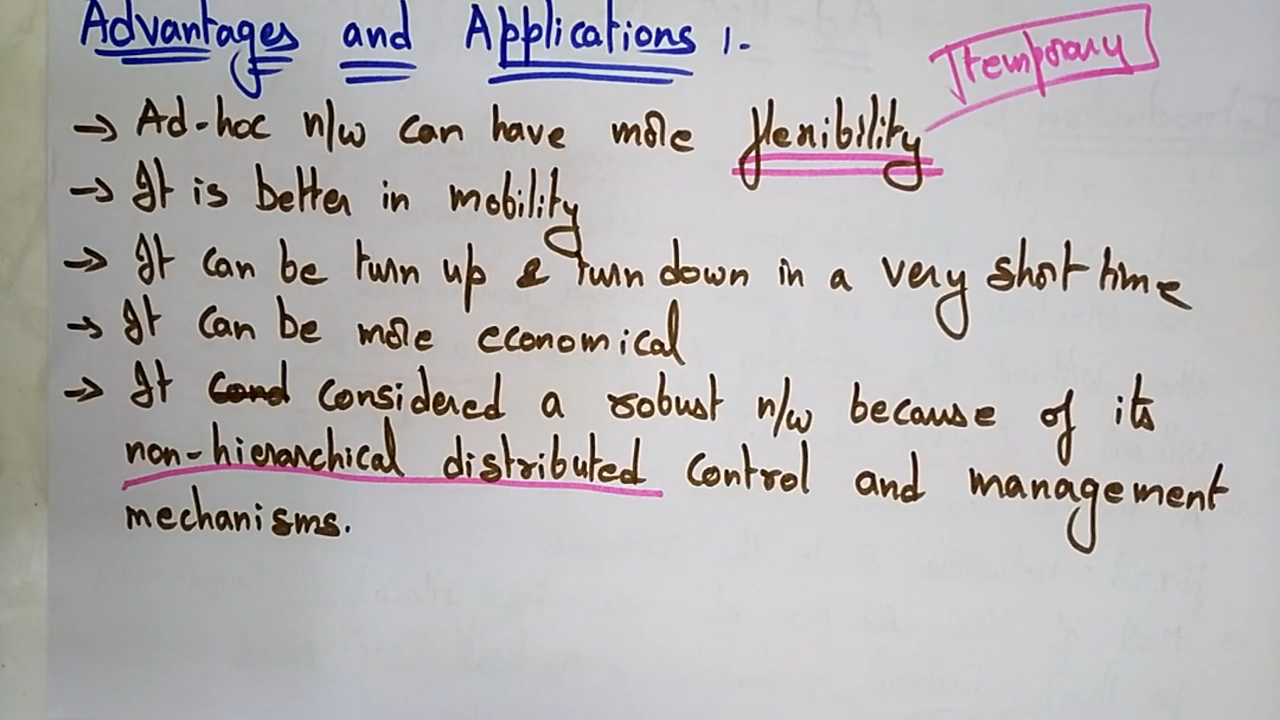 Advantages and Applications :-
Temporary
→ Ad-hoc n/w can have more flexibility
→ It is better in mobility
→ It can be turn up & turn down in a very short time
→ It can be more economical
→ It cond considered a robust n/w because of its
non-hierarchical distributed control and management
mechanisms.